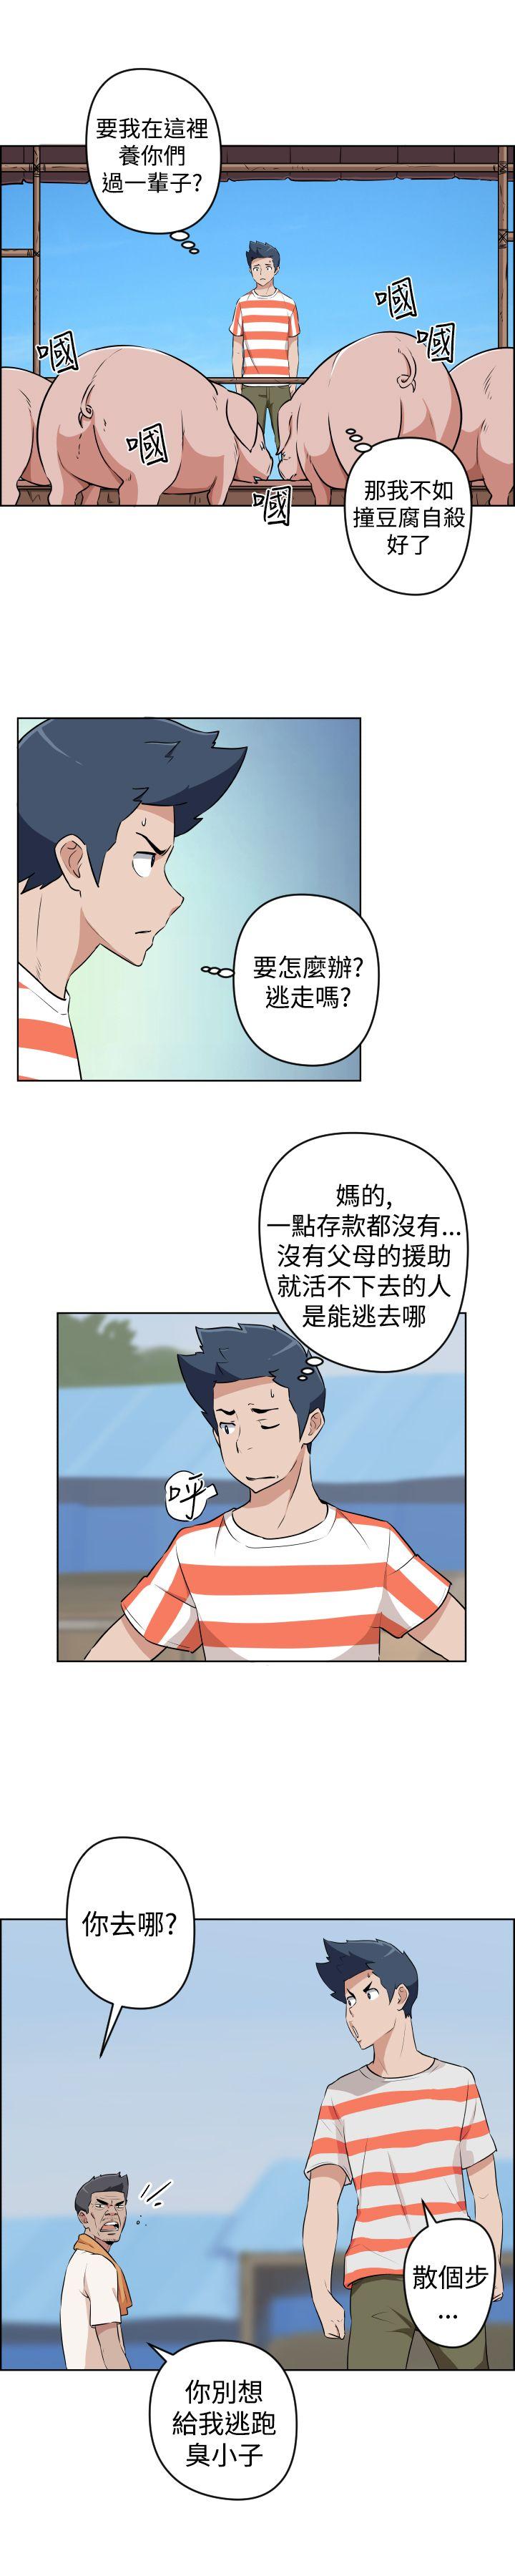 要我在這裡
養你們
過一輩子?
嘓
嘓
嘓
嘓
嘓
那我不如
撞豆腐自殺
好了
要怎麼辦?
逃走嗎?
媽的,
一點存款都沒有...
沒有父母的援助
就活不下去的人
是能逃去哪
呼
你去哪?
散個步
...
你別想
給我逃跑
臭小子